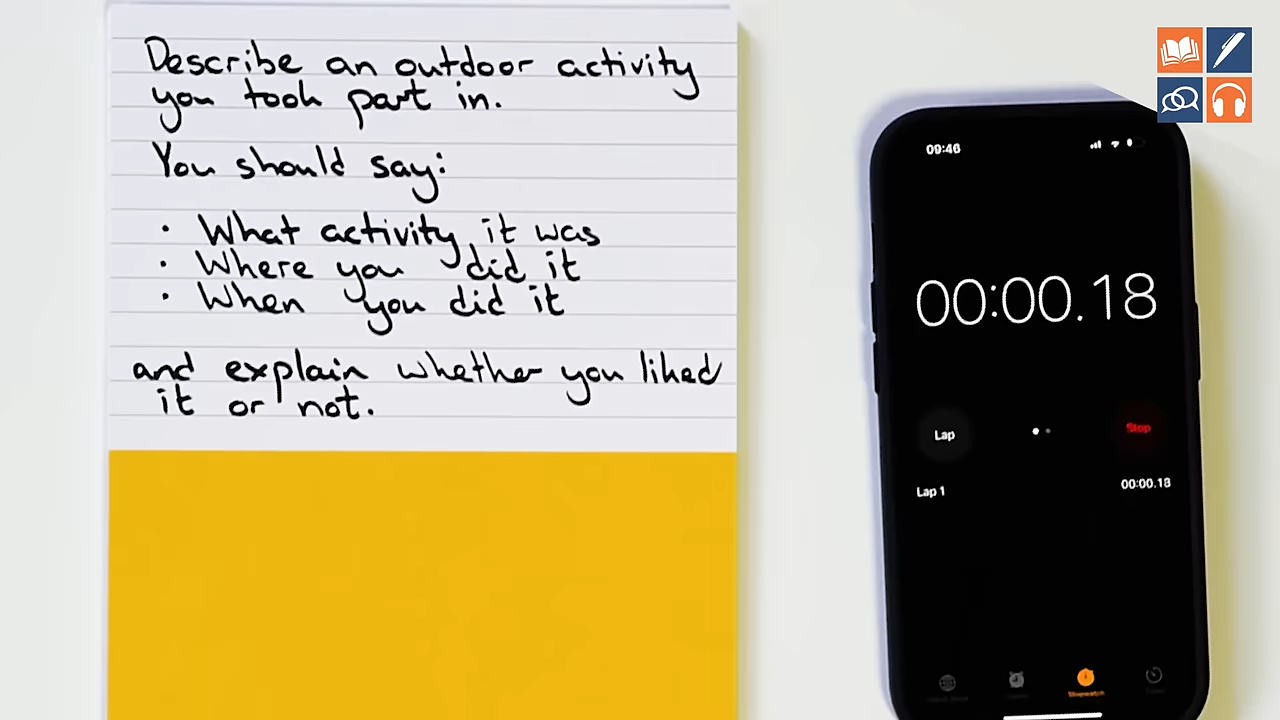 Describe an outdoor activity
you took part in.
You should say:
· What activity it was
· Where you did it
· When you did it
and explain whether you liked
it or not.
09:46
00:00.18
Lap
Stop
Lap 1
00:00.18
Stopwatch